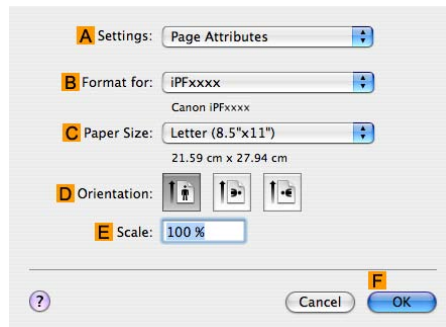 A Settings: Page Attributes
B Format for: iPFxxxx
Canon iPFxxxx
C Paper Size: Letter (8.5"x11")
21.59 cm x 27.94 cm
D Orientation:
E Scale: 100 %
F
? Cancel OK